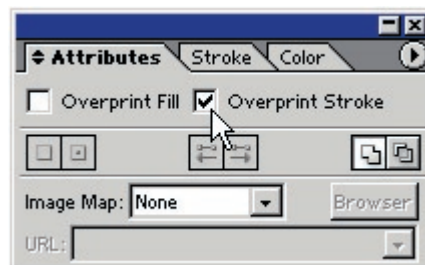 Attributes Stroke Color
Overprint Fill Overprint Stroke
Image Map: None Browser
URL: